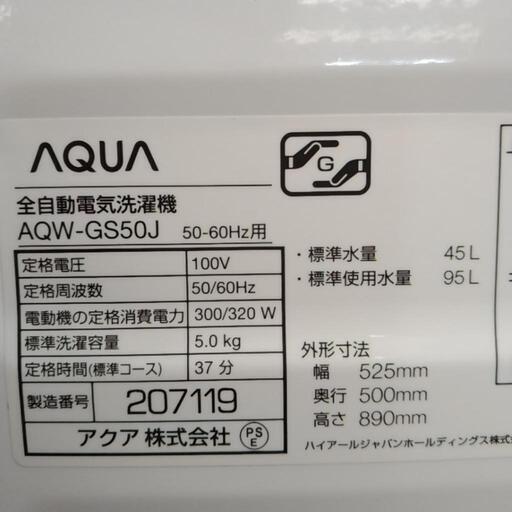 AQUA
G
全自動電気洗濯機
AQW-GS50J 50-60Hz用
定格電圧 100V
定格周波数 50/60Hz
電動機の定格消費電力 300/320 W
標準洗濯容量 5.0 kg
定格時間(標準コース) 37 分
製造番号 207119
アクア 株式会社 PS E
・標準水量 45 L
・標準使用水量 95 L
外形寸法
幅 525mm
奥行 500mm
高さ 890mm
ハイアールジャパンホールディングス株式